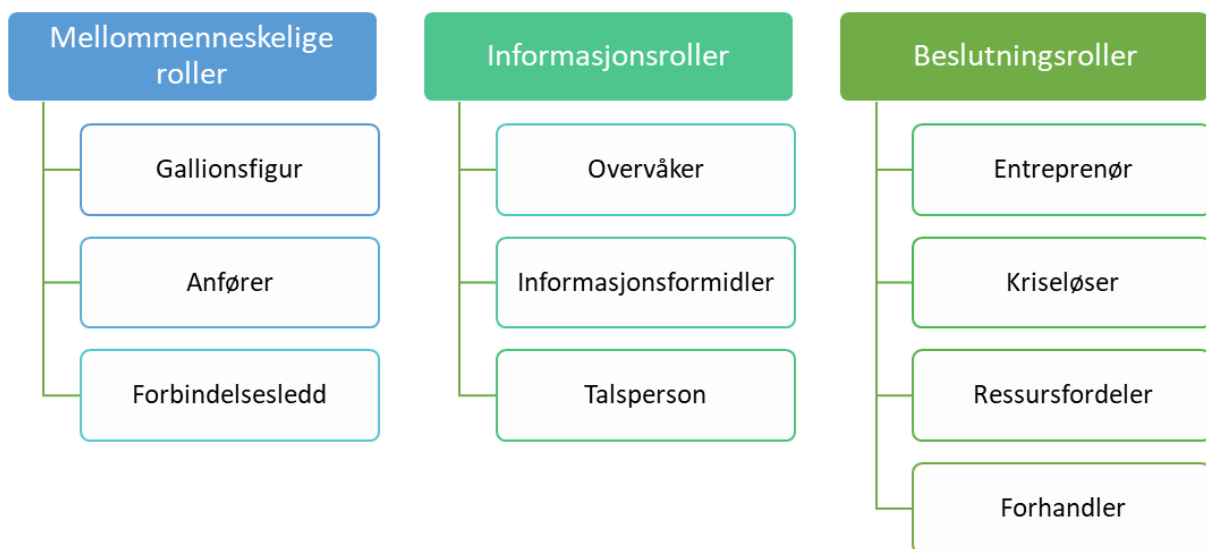 Mellommenneskelige
roller
Gallionsfigur
Anfører
Forbindelsesledd
Informasjonsroller
Overvåker
Informasjonsformidler
Talsperson
Beslutningsroller
Entreprenør
Kriseløser
Ressursfordeler
Forhandler